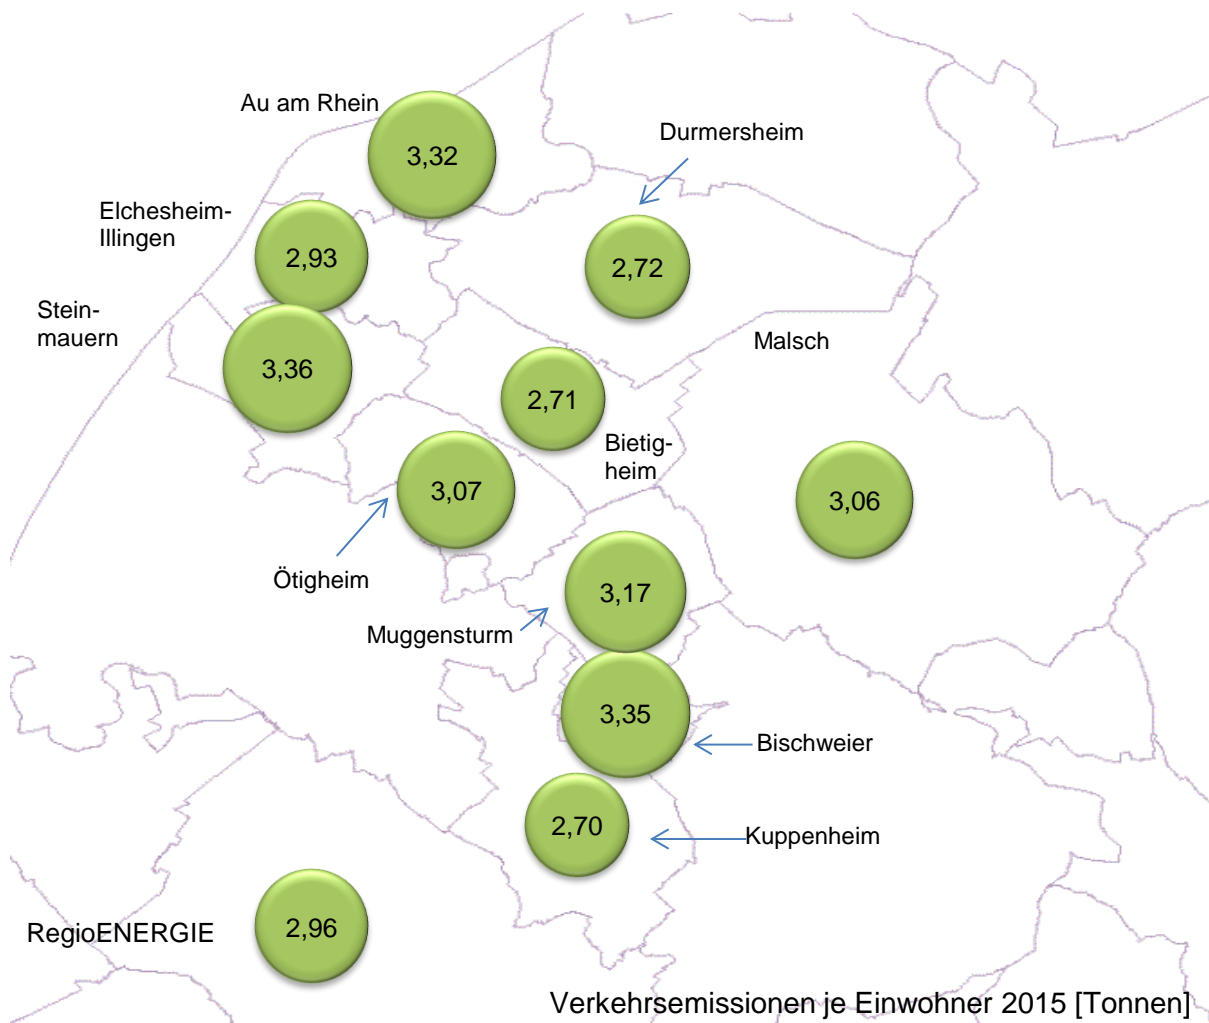 Au am Rhein
3,32
Durmersheim
Elchesheim-
Illingen
2,93
2,72
Stein-
mauern
3,36
Malsch
2,71
Bietig-
heim
3,07
3,06
Ötigheim
3,17
Muggensturm
3,35
Bischweier
2,70
Kuppenheim
RegioENERGIE
2,96
Verkehrsemissionen je Einwohner 2015 [Tonnen]